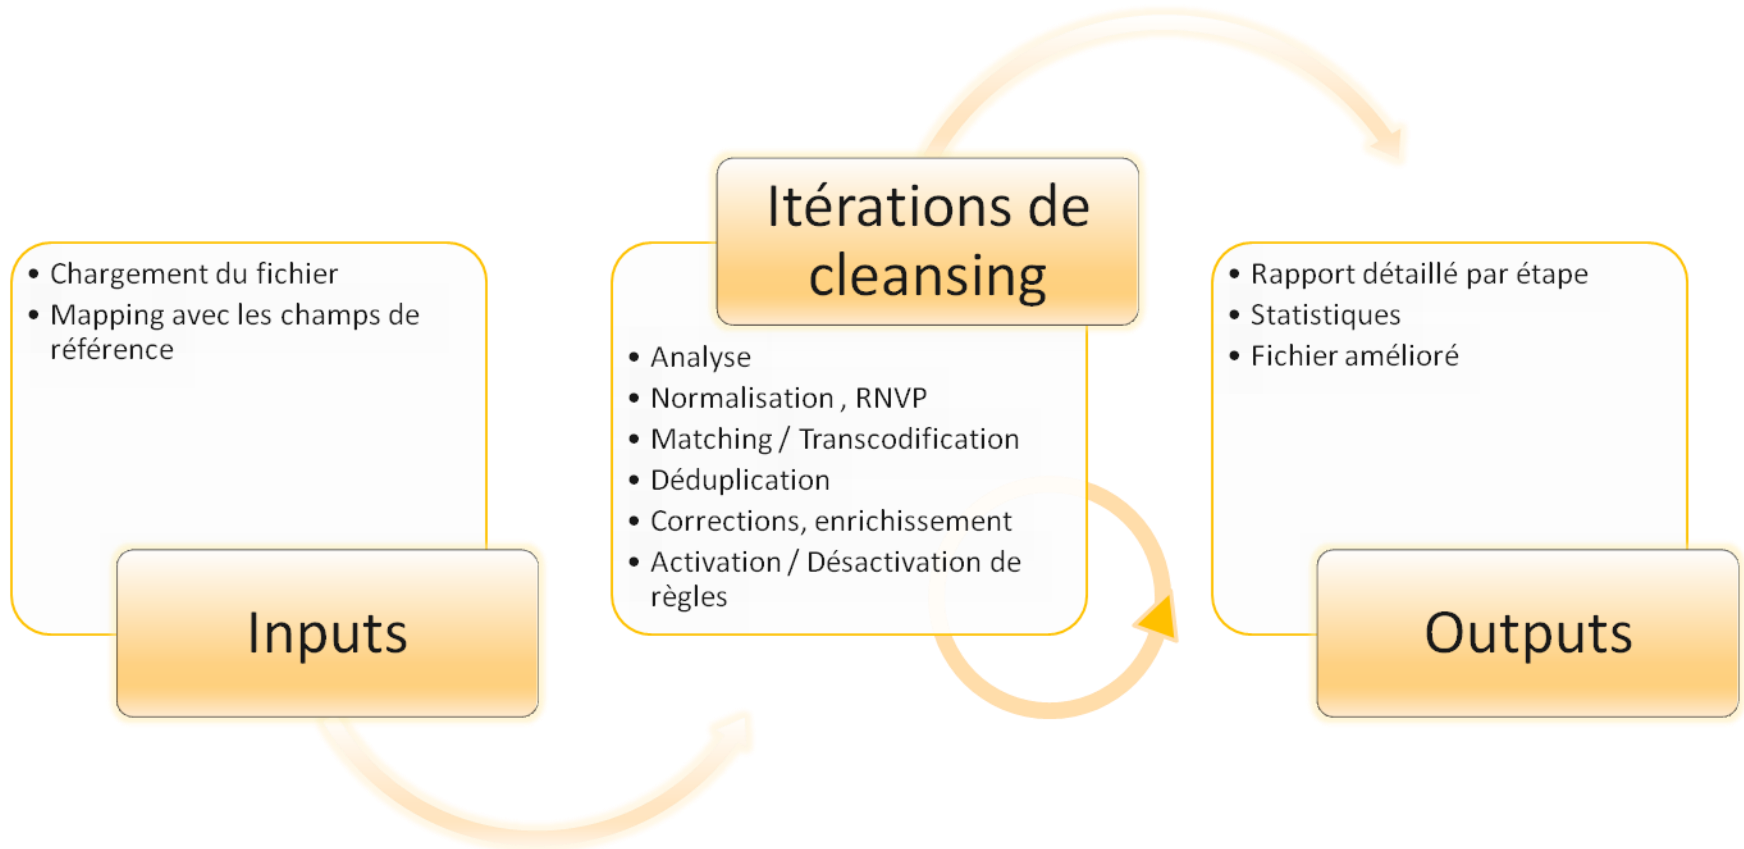 • Chargement du fichier
• Mapping avec les champs de
référence
Inputs
Itérations de
cleansing
• Analyse
• Normalisation , RNVP
• Matching / Transcodification
• Déduplication
• Corrections, enrichissement
• Activation / Désactivation de
règles
• Rapport détaillé par étape
• Statistiques
• Fichier amélioré
Outputs